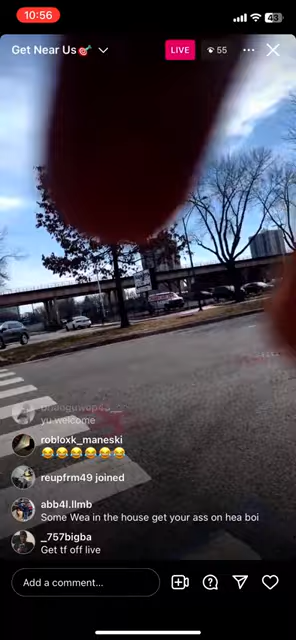 10:56
43
Get Near Us🎯
LIVE
55
yu welcome
robloxk_maneski
😂😂😂😂😂😂
reupfrm49 joined
abb4l.llmb
Some Wea in the house get your ass on hea boi
_757bigba
Get tf off live
Add a comment...